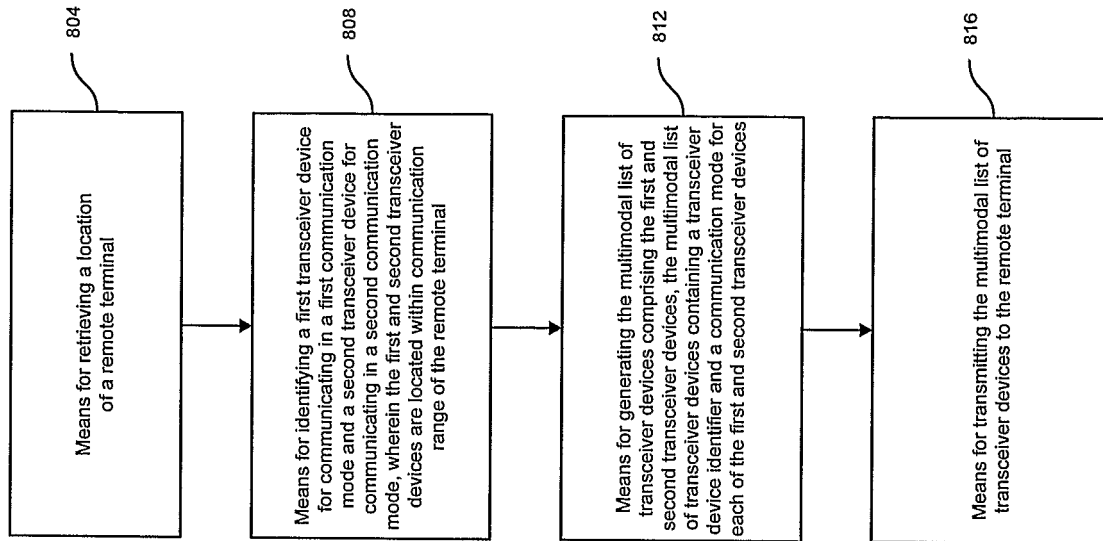 Means for retrieving a location
of a remote terminal
804
Means for identifying a first transceiver device
for communicating in a first communication
mode and a second transceiver device for
communicating in a second communication
mode, wherein the first and second transceiver
devices are located within communication
range of the remote terminal
808
Means for generating the multimodal list of
transceiver devices comprising the first and
second transceiver devices, the multimodal list
of transceiver devices containing a transceiver
device identifier and a communication mode for
each of the first and second transceiver devices
812
Means for transmitting the multimodal list of
transceiver devices to the remote terminal
816